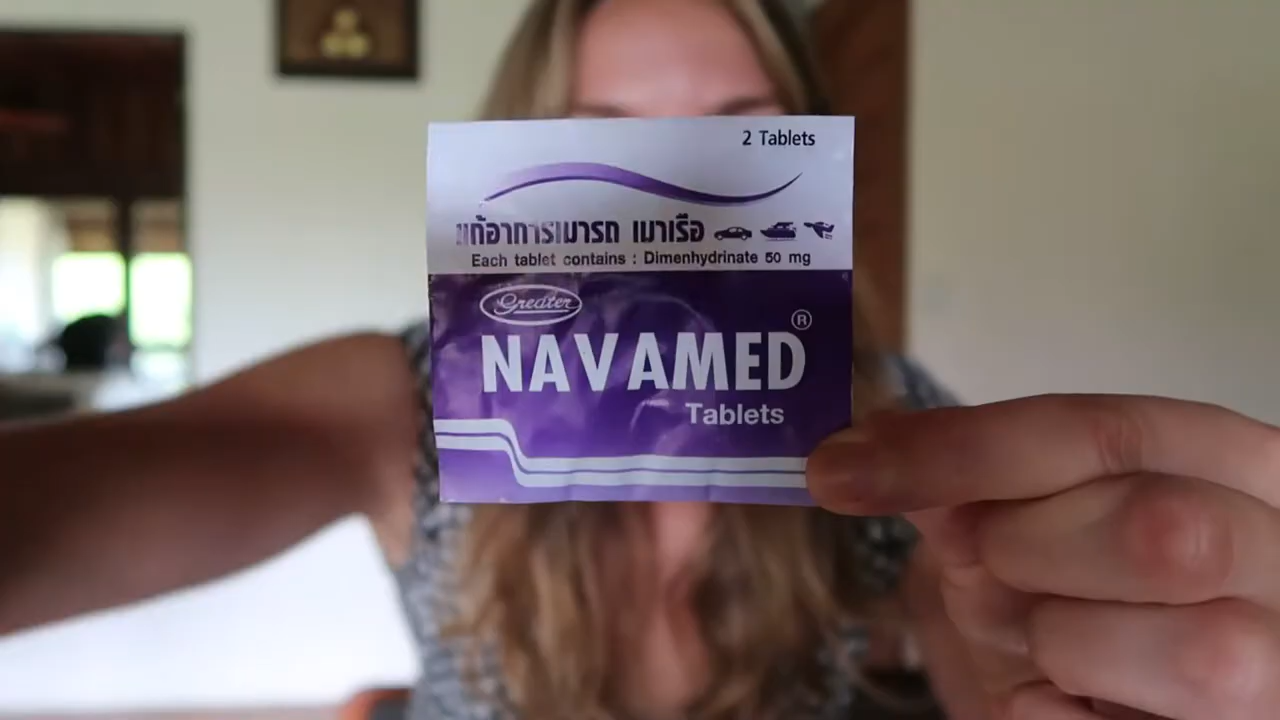 2 Tablets
แก้อาการเมารถ เมาเรือ
Each tablet contains : Dimenhydrinate 50 mg
Greater
NAVAMED®
Tablets